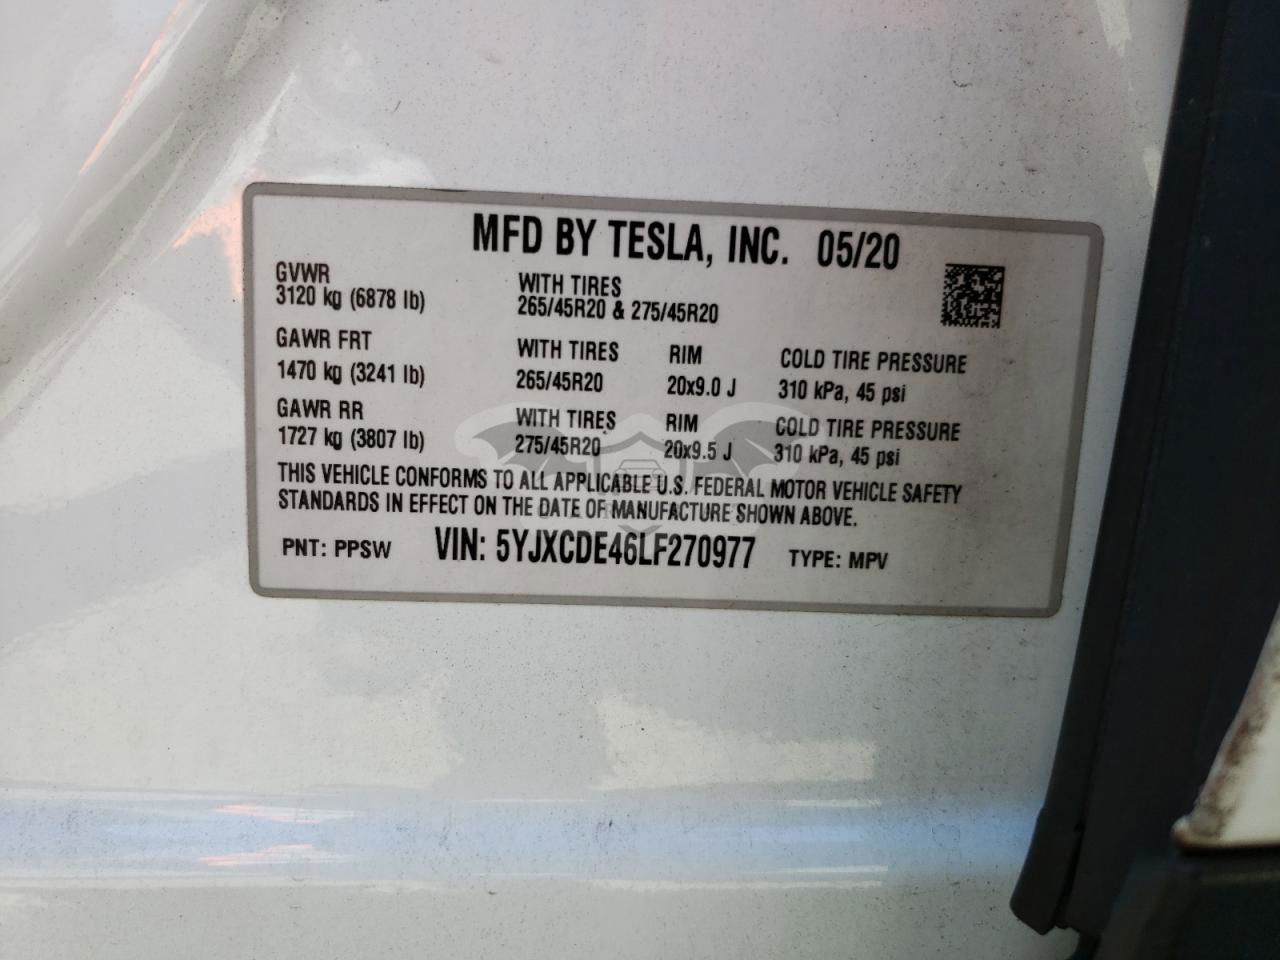 MFD BY TESLA, INC. 05/20
GVWR
3120 kg (6878 lb)
WITH TIRES
265/45R20 & 275/45R20
GAWR FRT WITH TIRES RIM COLD TIRE PRESSURE
1470 kg (3241 lb) 265/45R20 20x9.0 J 310 kPa, 45 psi
GAWR RR WITH TIRES RIM COLD TIRE PRESSURE
1727 kg (3807 lb) 275/45R20 20x9.5 J 310 kPa, 45 psi
THIS VEHICLE CONFORMS TO ALL APPLICABLE U.S. FEDERAL MOTOR VEHICLE SAFETY
STANDARDS IN EFFECT ON THE DATE OF MANUFACTURE SHOWN ABOVE.
PNT: PPSW VIN: 5YJXCDE46LF270977 TYPE: MPV